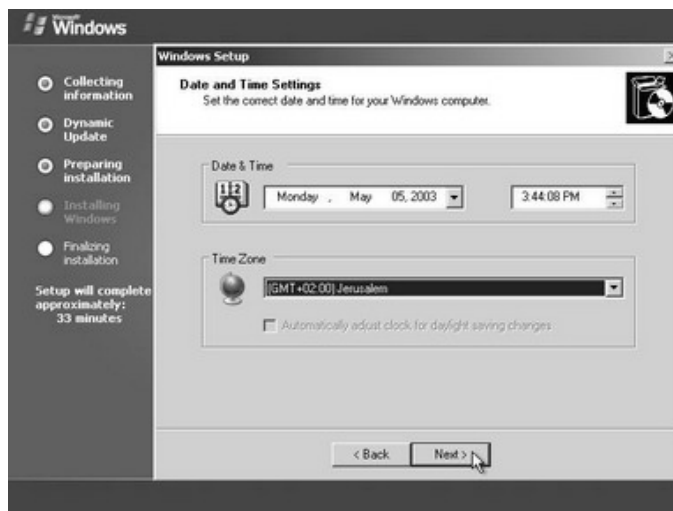 Microsoft
Windows
Collecting
information
Dynamic
Update
Preparing
installation
Installing
Windows
Finalizing
installation
Setup will complete
approximately:
33 minutes
Windows Setup
Date and Time Settings
Set the correct date and time for your Windows computer.
Date & Time
12
Monday , May 05, 2003
3:44:08 PM
Time Zone
(GMT+02:00) Jerusalem
Automatically adjust clock for daylight saving changes
< Back
Next >